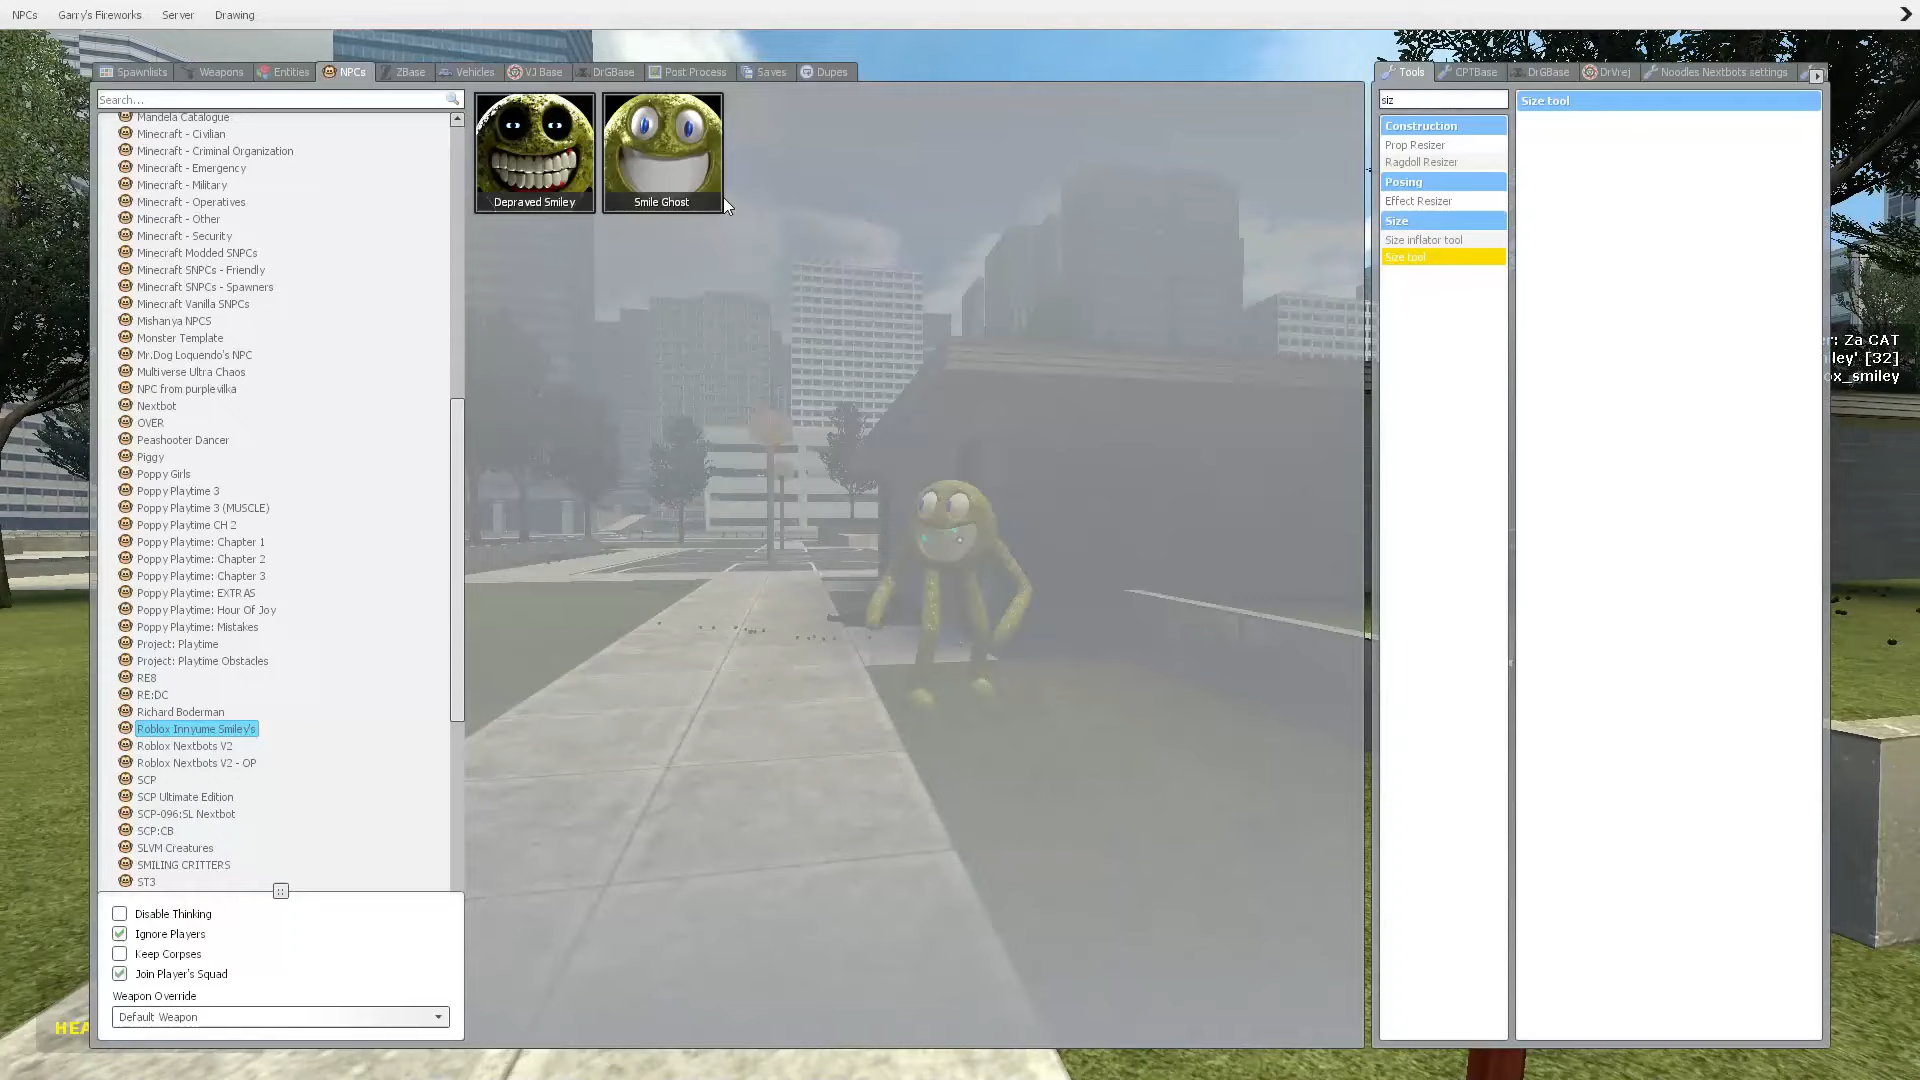 NPCs Garry's Fireworks Server Drawing
Spawnlists Weapons Entities NPCs ZBase Vehicles VJ Base DrGBase Post Process Saves Dupes
Search...
Mandela Catalogue
Minecraft - Civilian
Minecraft - Criminal Organization
Minecraft - Emergency
Minecraft - Military
Minecraft - Operatives
Minecraft - Other
Minecraft - Security
Minecraft Modded SNPCs
Minecraft SNPCs - Friendly
Minecraft SNPCs - Spawners
Minecraft Vanilla SNPCs
Mishanya NPCS
Monster Template
Mr.Dog Loquendo's NPC
Multiverse Ultra Chaos
NPC from purplevilka
Nextbot
OVER
Peashooter Dancer
Piggy
Poppy Girls
Poppy Playtime 3
Poppy Playtime 3 (MUSCLE)
Poppy Playtime CH 2
Poppy Playtime: Chapter 1
Poppy Playtime: Chapter 2
Poppy Playtime: Chapter 3
Poppy Playtime: EXTRAS
Poppy Playtime: Hour Of Joy
Poppy Playtime: Mistakes
Project: Playtime
Project: Playtime Obstacles
RE8
RE:DC
Richard Boderman
Roblox Innyume Smiley's
Roblox Nextbots V2
Roblox Nextbots V2 - OP
SCP
SCP Ultimate Edition
SCP-096:SL Nextbot
SCP:CB
SLVM Creatures
SMILING CRITTERS
ST3
Disable Thinking
Ignore Players
Keep Corpses
Join Player's Squad
Weapon Override
Default Weapon
Depraved Smiley
Smile Ghost
Tools CPTBase DrGBase DrVrej Noodles Nextbots settings
siz
Construction
Prop Resizer
Ragdoll Resizer
Posing
Effect Resizer
Size
Size inflator tool
Size tool
Size tool
r: Za CAT
ley' [32]
ox_smiley
HEA